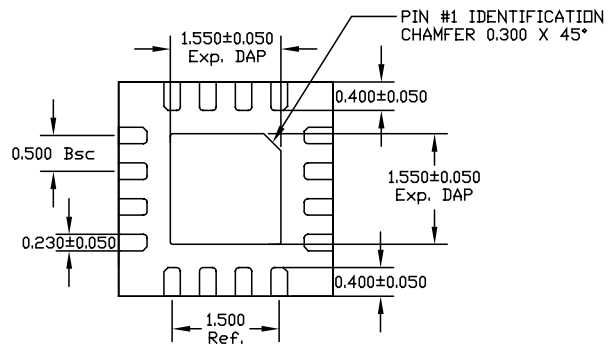 PIN #1 IDENTIFICATION
CHAMFER 0.300 X 45°
1.550±0.050
Exp. DAP
0.400±0.050
0.500 Bsc
1.550±0.050
Exp. DAP
0.230±0.050
0.400±0.050
1.500
Ref.